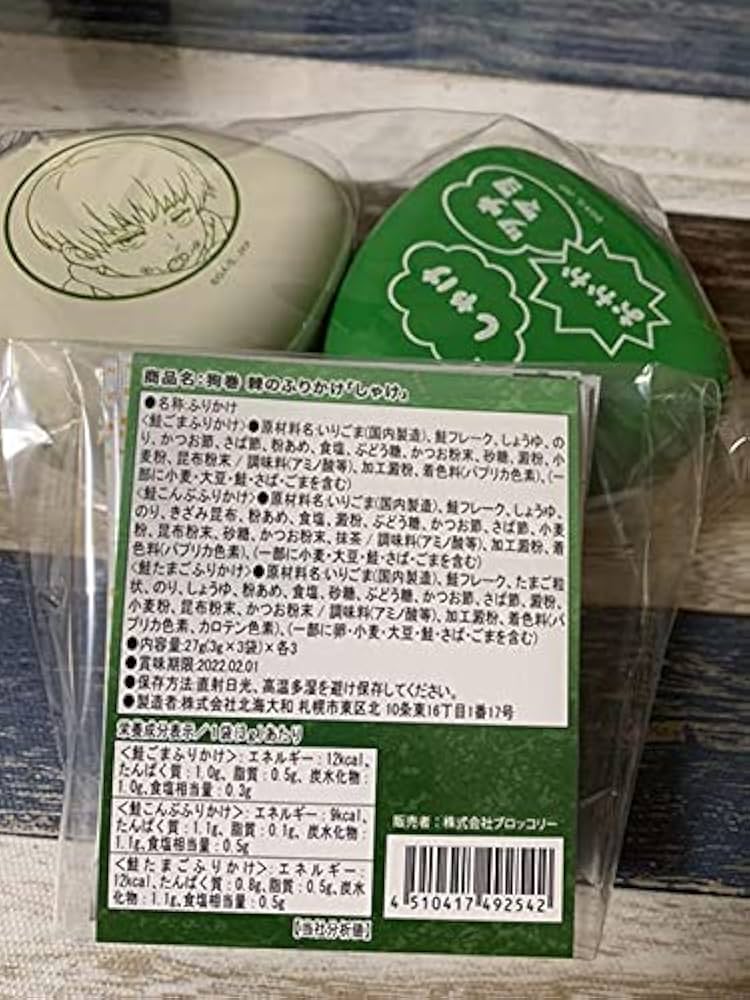 ツナ
マヨ
おかか
しゃけ
商品名:狗巻 棘のふりかけ「しゃけ」
●名称:ふりかけ
<鮭ごまふりかけ>●原材料名:いりごま(国内製造)、鮭フレーク、しょうゆ、の
り、かつお節、さば節、粉あめ、食塩、ぶどう糖、かつお粉末、砂糖、澱粉、小
麦粉、昆布粉末 / 調味料(アミノ酸等)、加工澱粉、着色料(パプリカ色素)、(一
部に小麦・大豆・鮭・さば・ごまを含む)
<鮭こんぶふりかけ>●原材料名:いりごま(国内製造)、鮭フレーク、しょうゆ、
のり、きざみ昆布、粉あめ、食塩、澱粉、ぶどう糖、かつお節、さば節、小麦
粉、昆布粉末、砂糖、かつお粉末、抹茶 / 調味料(アミノ酸等)、加工澱粉、着
色料(パプリカ色素)、(一部に小麦・大豆・鮭・さば・ごまを含む)
<鮭たまごふりかけ>●原材料名:いりごま(国内製造)、鮭フレーク、たまご粒
状、のり、しょうゆ、粉あめ、食塩、砂糖、ぶどう糖、かつお節、さば節、澱粉、
小麦粉、昆布粉末、かつお粉末 / 調味料(アミノ酸等)、加工澱粉、着色料(パ
プリカ色素、カロテン色素)、(一部に卵・小麦・大豆・鮭・さば・ごまを含む)
●内容量:27g(3g×3袋)×各3
●賞味期限:2022.02.01
●保存方法:直射日光、高温多湿を避け保存してください。
●製造者:株式会社北海大和 札幌市東区北 10条東16丁目1番17号
栄養成分表示/1袋(3g)あたり
<鮭ごまふりかけ>:エネルギー:12kcal、
たんぱく質:1.0g、脂質:0.5g、炭水化物:
1.0g、食塩相当量:0.3g
<鮭こんぶふりかけ>:エネルギー:9kcal、
たんぱく質:1.1g、脂質:0.1g、炭水化物:
1.1g、食塩相当量:0.5g
<鮭たまごふりかけ>:エネルギー:
12kcal、たんぱく質:0.8g、脂質:0.5g、炭水
化物:1.1g、食塩相当量:0.5g
【当社分析値】
販売者:株式会社ブロッコリー
4 510417 492542